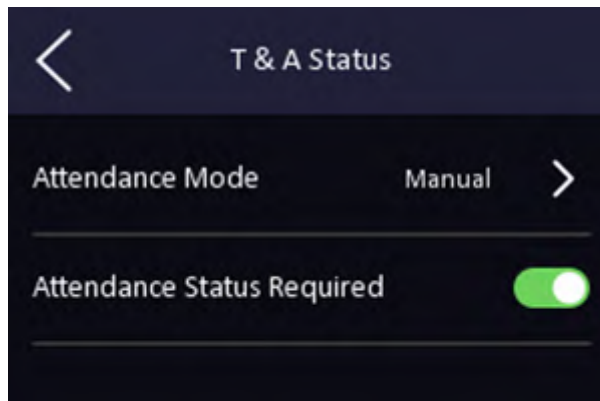 T & A Status
Attendance Mode Manual
Attendance Status Required